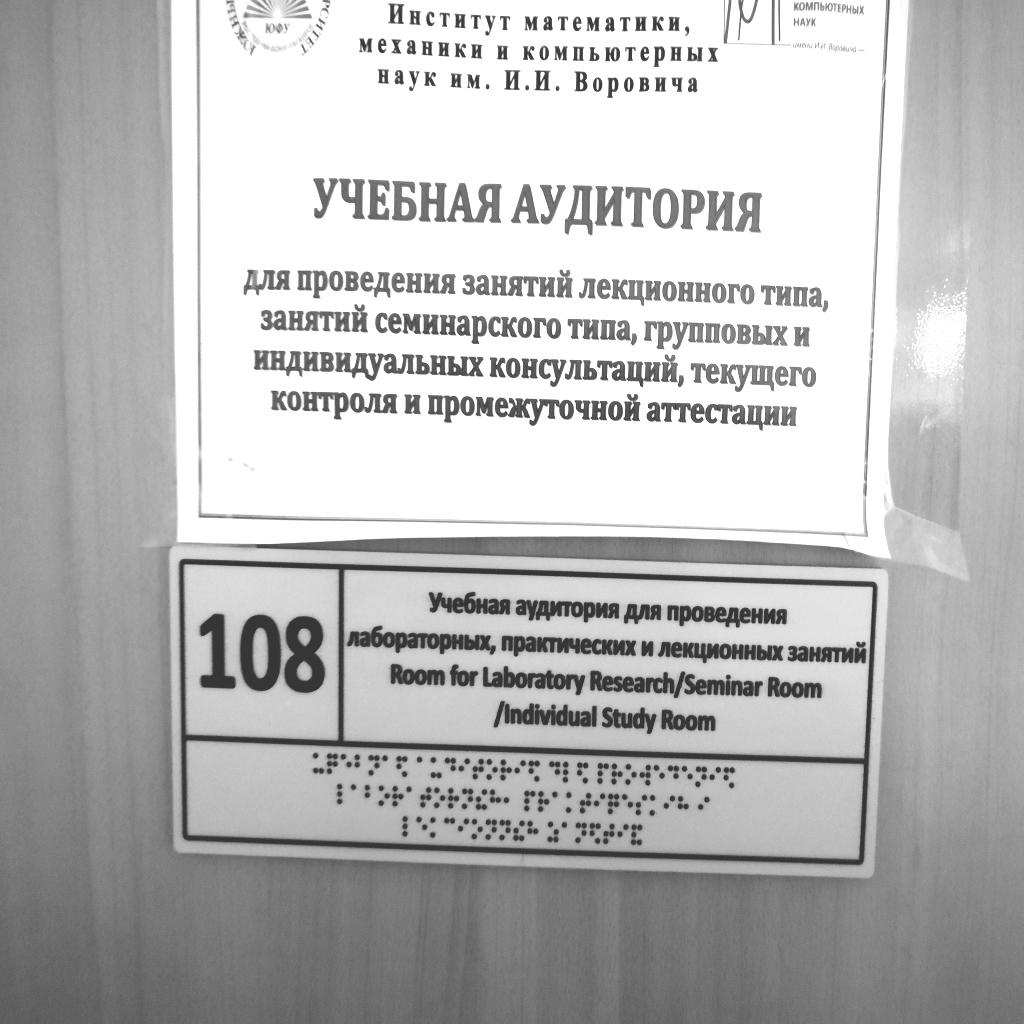 ЮФУ
Институт математики,
механики и компьютерных
наук им. И.И. Воровича
КОМПЬЮТЕРНЫХ
НАУК
имени И.И. Воровича
УЧЕБНАЯ АУДИТОРИЯ
для проведения занятий лекционного типа,
занятий семинарского типа, групповых и
индивидуальных консультаций, текущего
контроля и промежуточной аттестации
108
Учебная аудитория для проведения
лабораторных, практических и лекционных занятий
Room for Laboratory Research/Seminar Room
/Individual Study Room